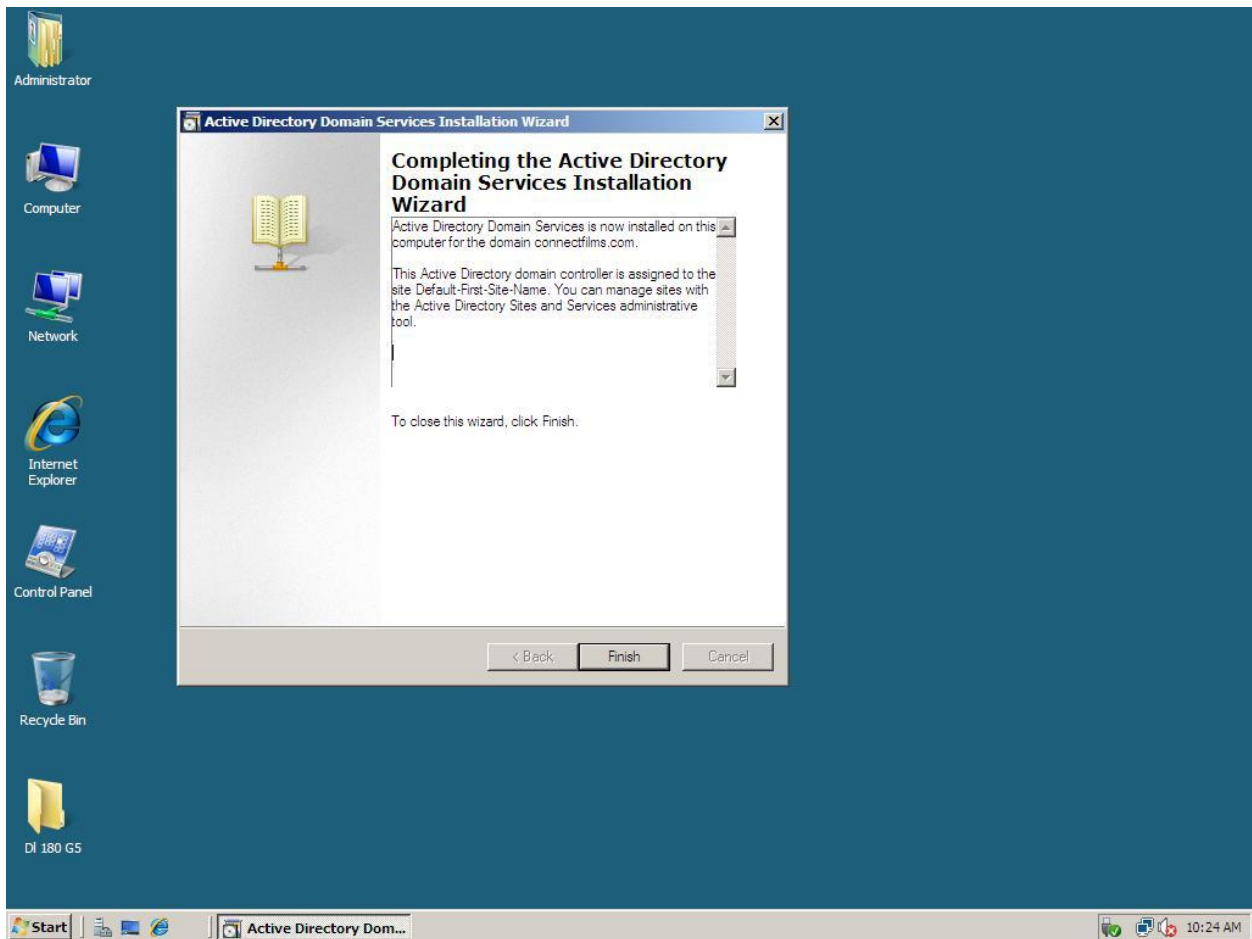 Administrator
Computer
Network
Internet
Explorer
Control Panel
Recycle Bin
Dl 180 G5
Active Directory Domain Services Installation Wizard
Completing the Active Directory
Domain Services Installation
Wizard
Active Directory Domain Services is now installed on this
computer for the domain connectfilms.com.
This Active Directory domain controller is assigned to the
site Default-First-Site-Name. You can manage sites with
the Active Directory Sites and Services administrative
tool.
To close this wizard, click Finish.
< Back
Finish
Cancel
Start
Active Directory Dom...
10:24 AM